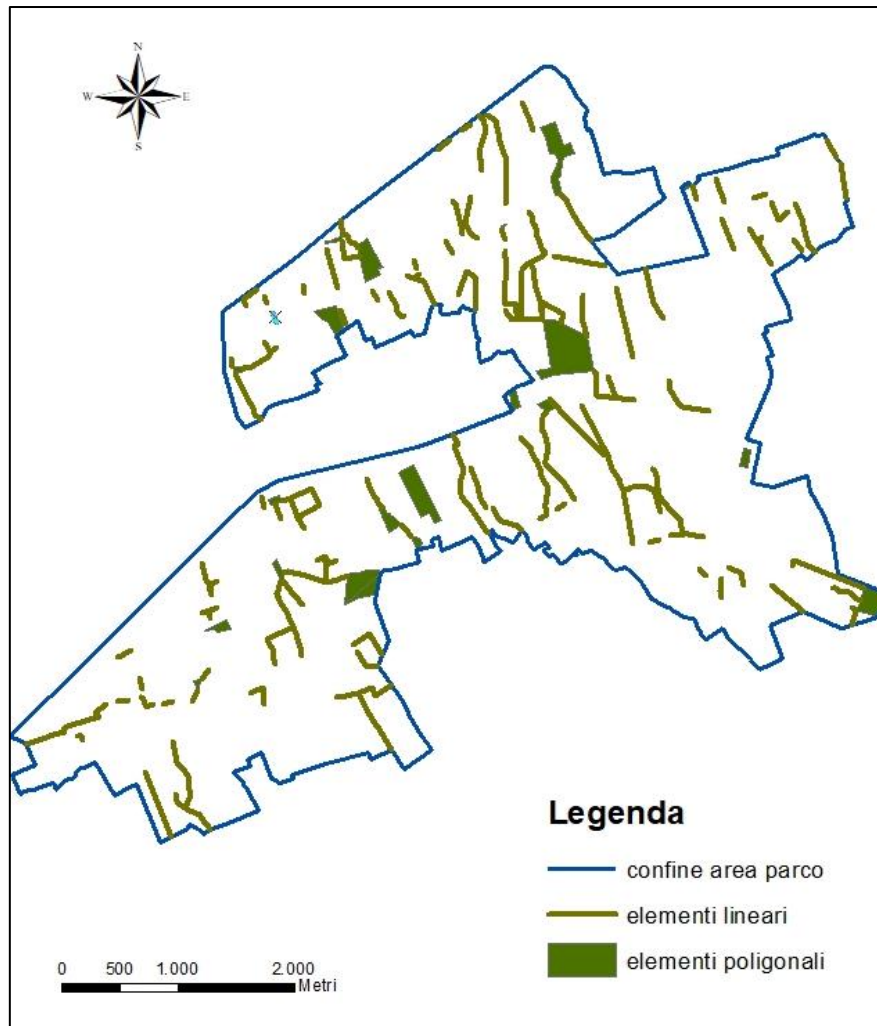 N
W E
S
Legenda
confine area parco
elementi lineari
elementi poligonali
0 500 1.000 2.000
Metri